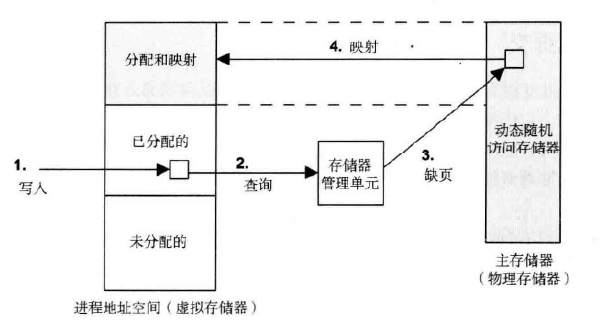 分配和映射
4. 映射
已分配的
动态随机
访问存储器
1.
写入
2.
查询
存储器
管理单元
3.
缺页
未分配的
主存储器
（物理存储器）
进程地址空间（虚拟存储器）